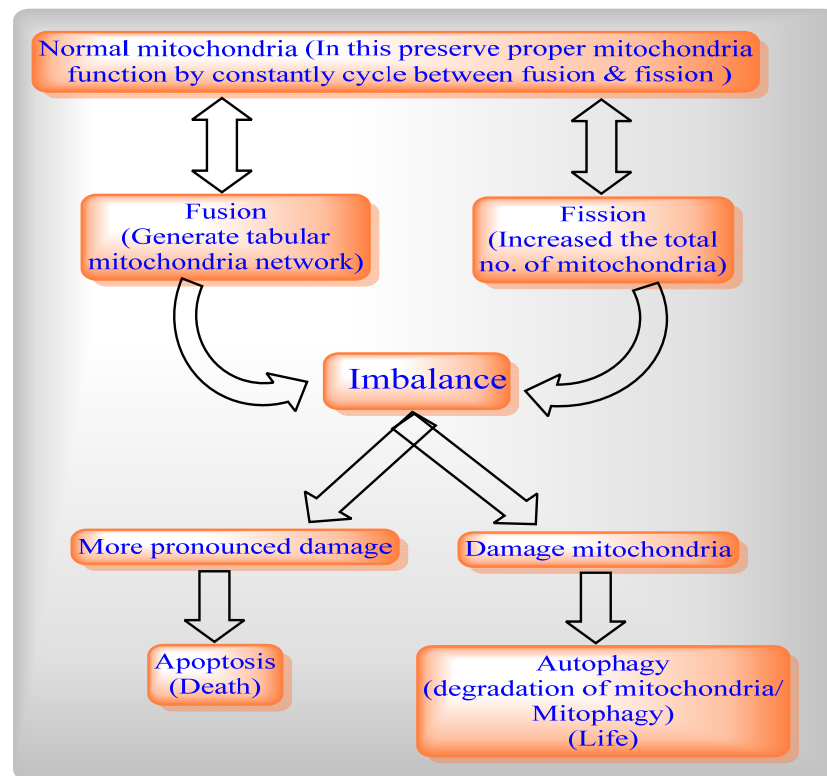 Normal mitochondria (In this preserve proper mitochondria
function by constantly cycle between fusion & fission )
Fusion
(Generate tabular
mitochondria network)
Fission
(Increased the total
no. of mitochondria)
Imbalance
More pronounced damage
Damage mitochondria
Apoptosis
(Death)
Autophagy
(degradation of mitochondria/
Mitophagy)
(Life)